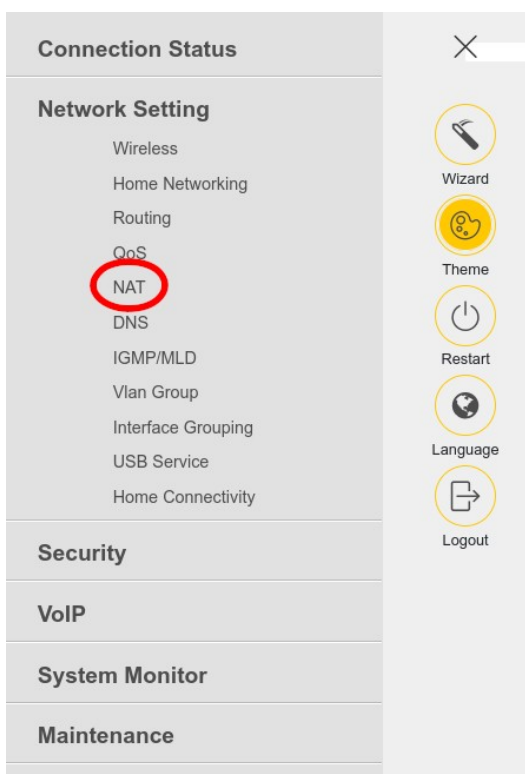 Connection Status
Network Setting
Wireless
Home Networking
Routing
QoS
NAT
DNS
IGMP/MLD
Vlan Group
Interface Grouping
USB Service
Home Connectivity
Security
VoIP
System Monitor
Maintenance
Wizard
Theme
Restart
Language
Logout